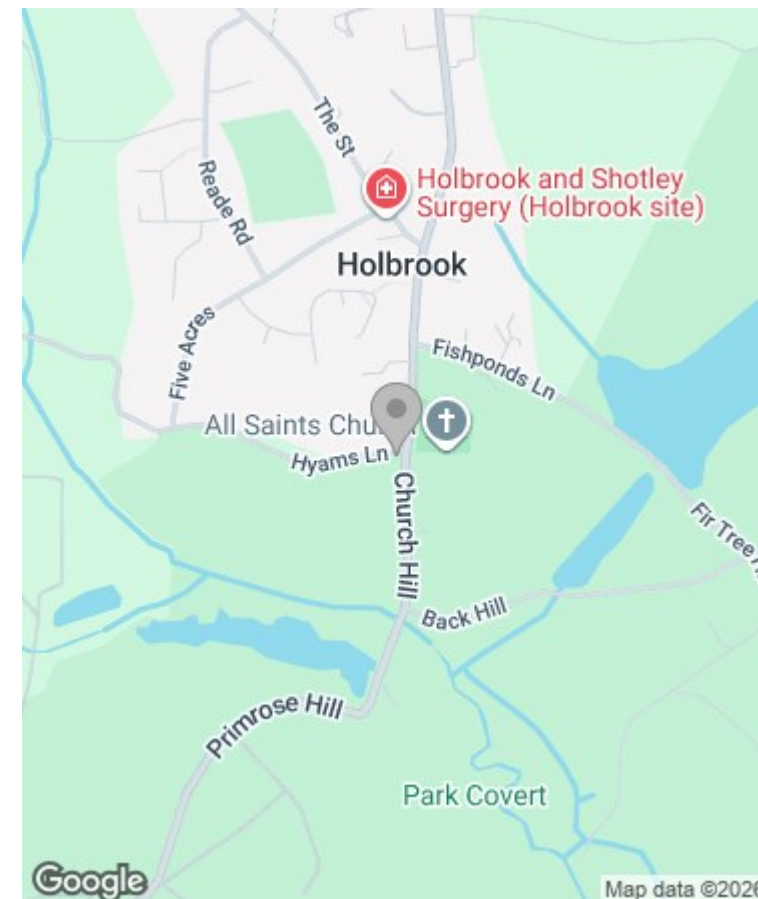 The St
Holbrook and Shotley
Surgery (Holbrook site)
Reade Rd
Holbrook
Five Acres
Fishponds Ln
All Saints Chu
Hyams Ln
Church Hill
Fir Tree
Back Hill
Primrose Hill
Park Covert
Google
Map data ©2026